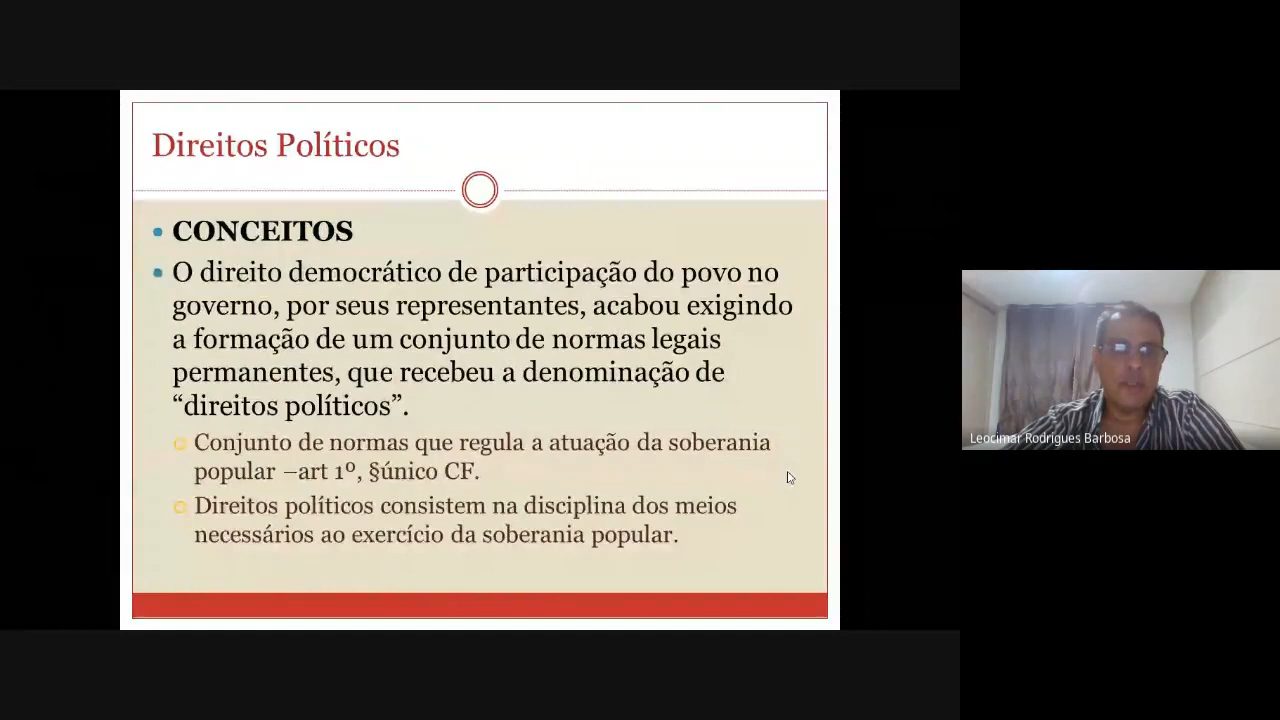 Direitos Políticos
CONCEITOS
O direito democrático de participação do povo no
governo, por seus representantes, acabou exigindo
a formação de um conjunto de normas legais
permanentes, que recebeu a denominação de
“direitos políticos”.
Conjunto de normas que regula a atuação da soberania
popular –art 1º, §único CF.
Direitos políticos consistem na disciplina dos meios
necessários ao exercício da soberania popular.
Leocimar Rodrigues Barbosa